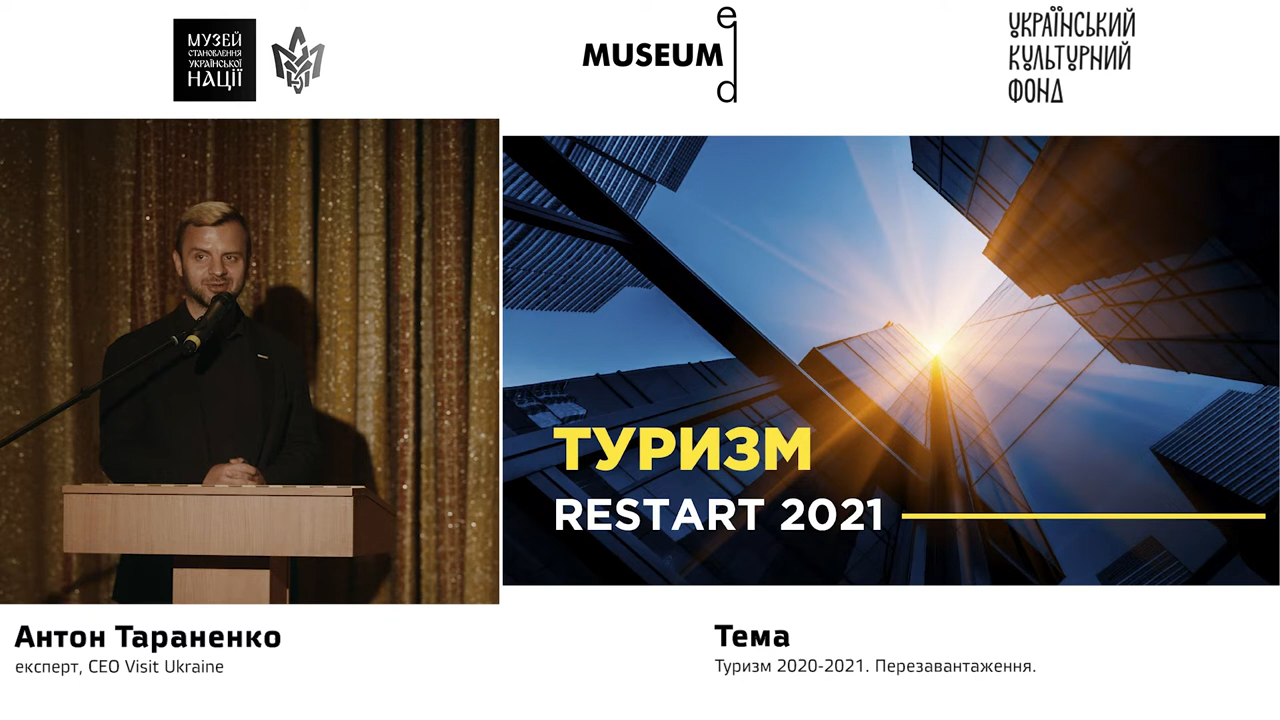 МУЗЕЙ
СТАНОВЛЕННЯ
УКРАЇНСЬКОЇ
НАЦІЇ
MUSEUM
ed
УКРАЇНСЬКИЙ
КУЛЬТУРНИЙ
ФОНД
ТУРИЗМ
RESTART 2021
Антон Тараненко
експерт, CEO Visit Ukraine
Тема
Туризм 2020-2021. Перезавантаження.